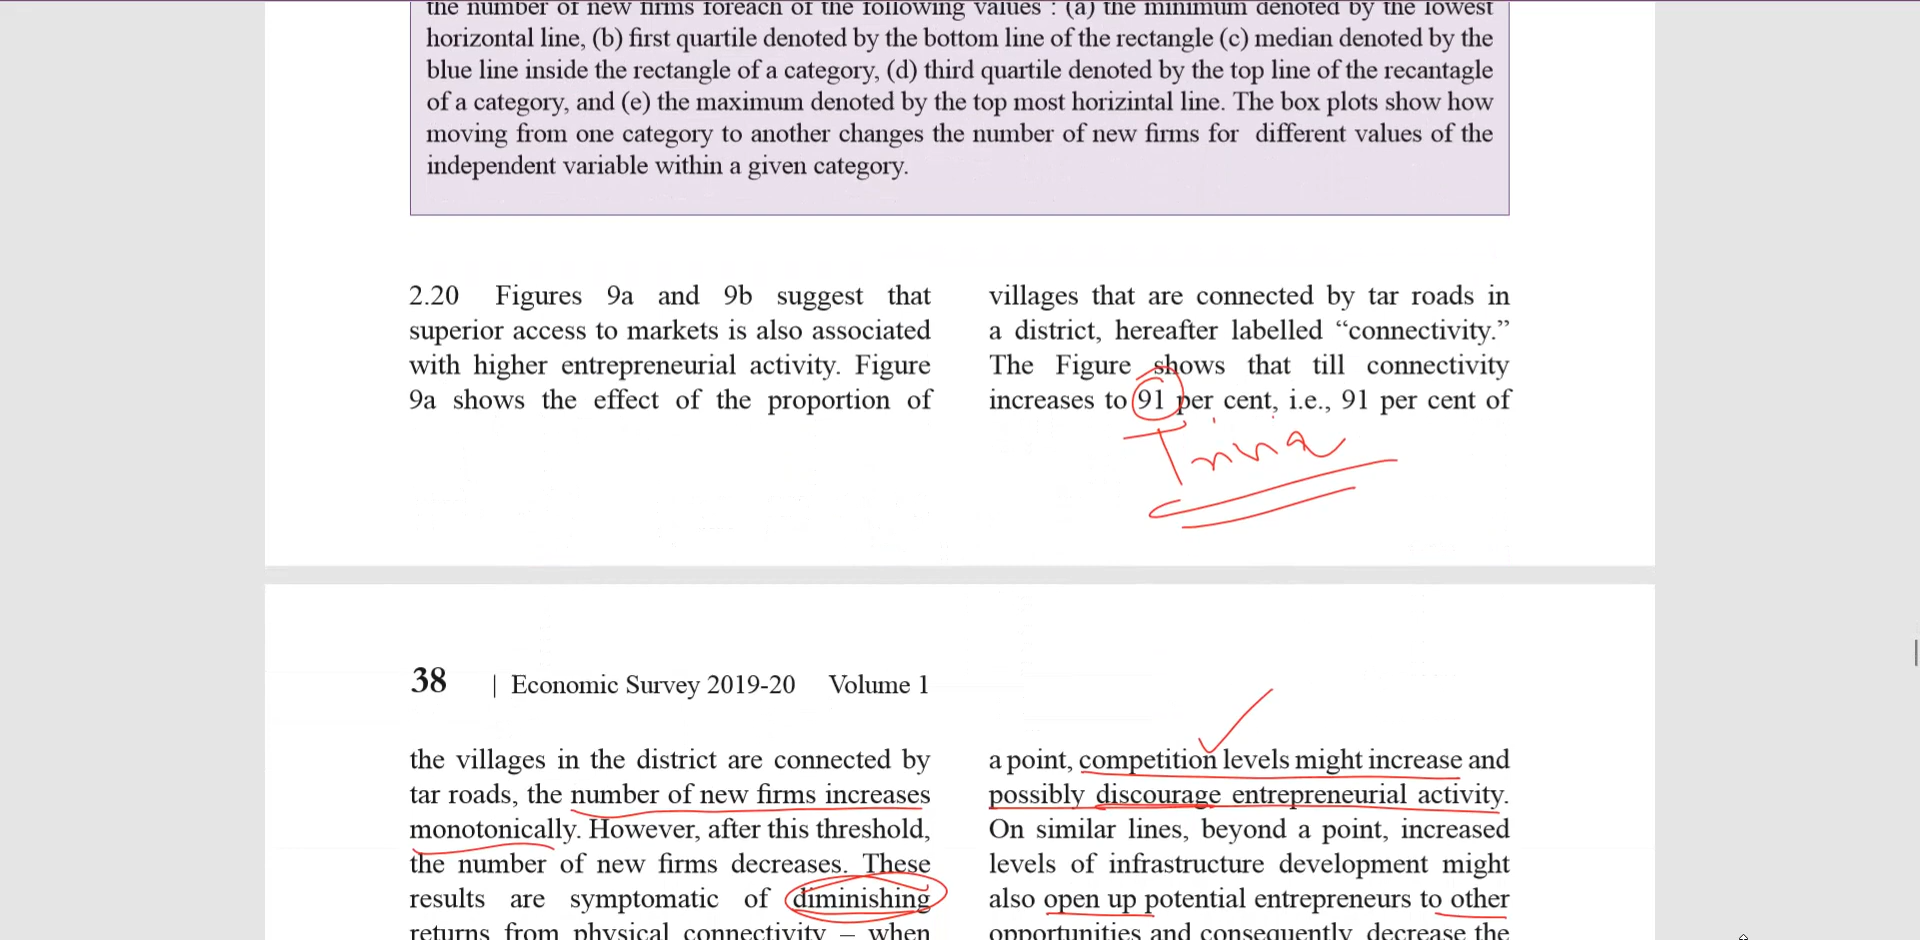 the number of new firms foreach of the following values : (a) the minimum denoted by the lowest
horizontal line, (b) first quartile denoted by the bottom line of the rectangle (c) median denoted by the
blue line inside the rectangle of a category, (d) third quartile denoted by the top line of the recantagle
of a category, and (e) the maximum denoted by the top most horizintal line. The box plots show how
moving from one category to another changes the number of new firms for different values of the
independent variable within a given category.
2.20 Figures 9a and 9b suggest that
superior access to markets is also associated
with higher entrepreneurial activity. Figure
9a shows the effect of the proportion of
villages that are connected by tar roads in
a district, hereafter labelled “connectivity.”
The Figure shows that till connectivity
increases to 91 per cent, i.e., 91 per cent of
38 | Economic Survey 2019-20 Volume 1
the villages in the district are connected by
tar roads, the number of new firms increases
monotonically. However, after this threshold,
the number of new firms decreases. These
results are symptomatic of diminishing
returns from physical connectivity – when
a point, competition levels might increase and
possibly discourage entrepreneurial activity.
On similar lines, beyond a point, increased
levels of infrastructure development might
also open up potential entrepreneurs to other
opportunities and consequently decrease the